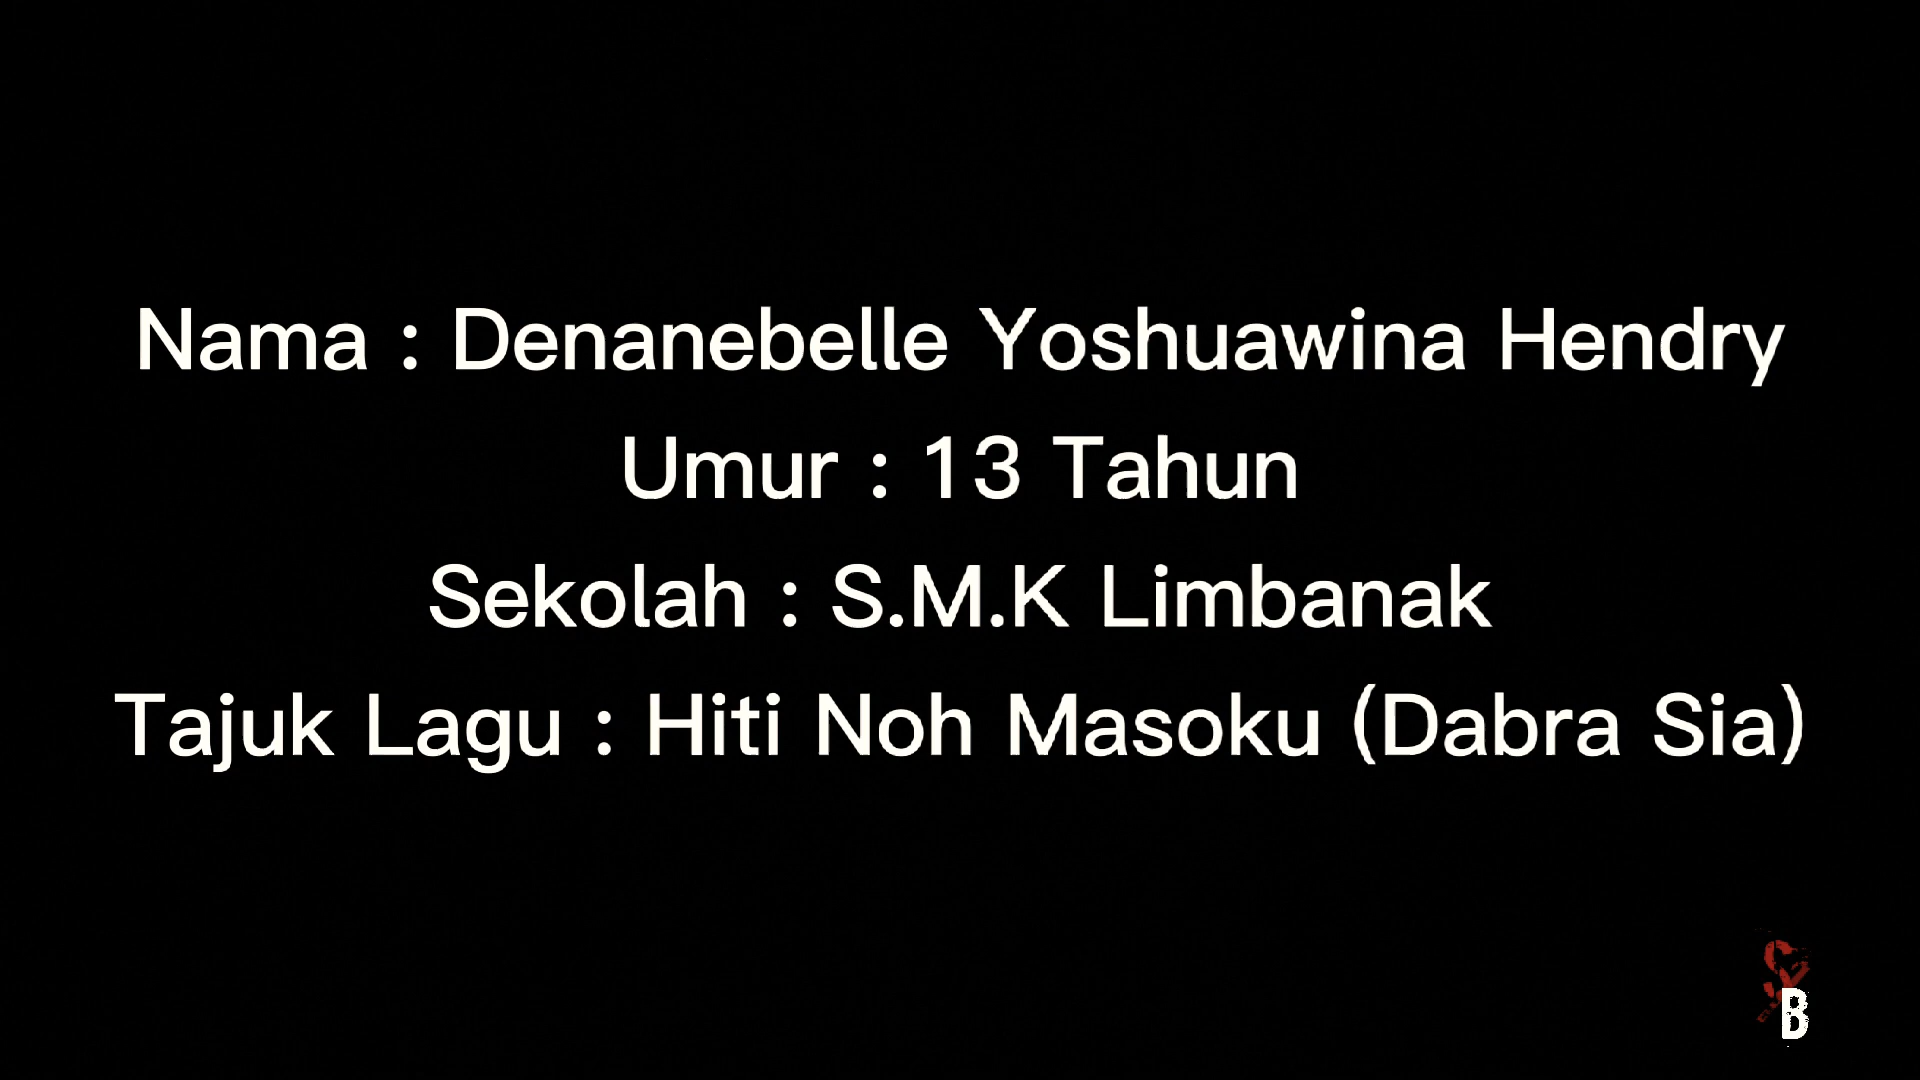 Nama : Denanebelle Yoshuawina Hendry
Umur : 13 Tahun
Sekolah : S.M.K Limbanak
Tajuk Lagu : Hiti Noh Masoku (Dabra Sia)
B